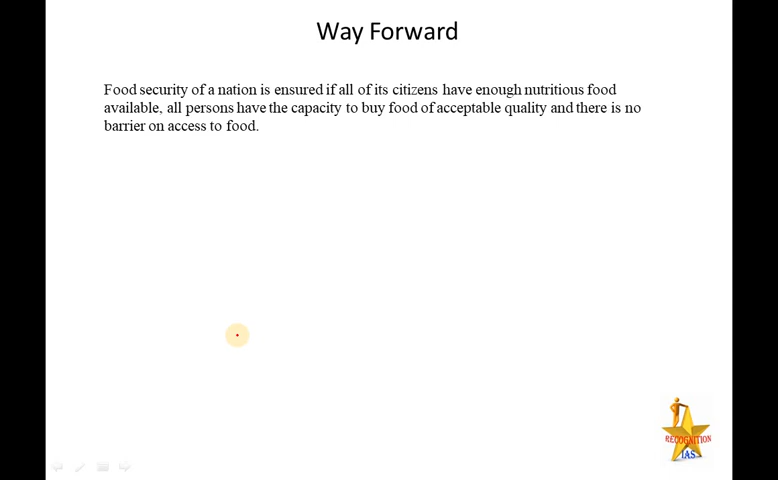 Way Forward
Food security of a nation is ensured if all of its citizens have enough nutritious food
available, all persons have the capacity to buy food of acceptable quality and there is no
barrier on access to food.
RECOGNITION
IAS